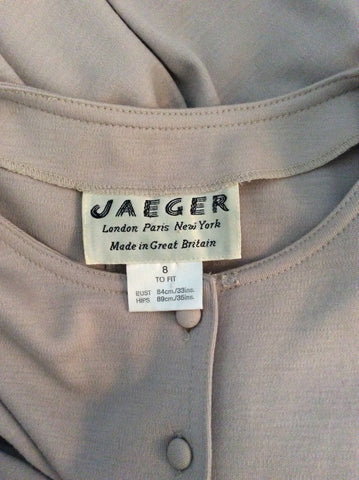 JAEGER
London Paris New York
Made in Great Britain
8
TO FIT
BUST 84cm./33ins.
HIPS 89cm./35ins.